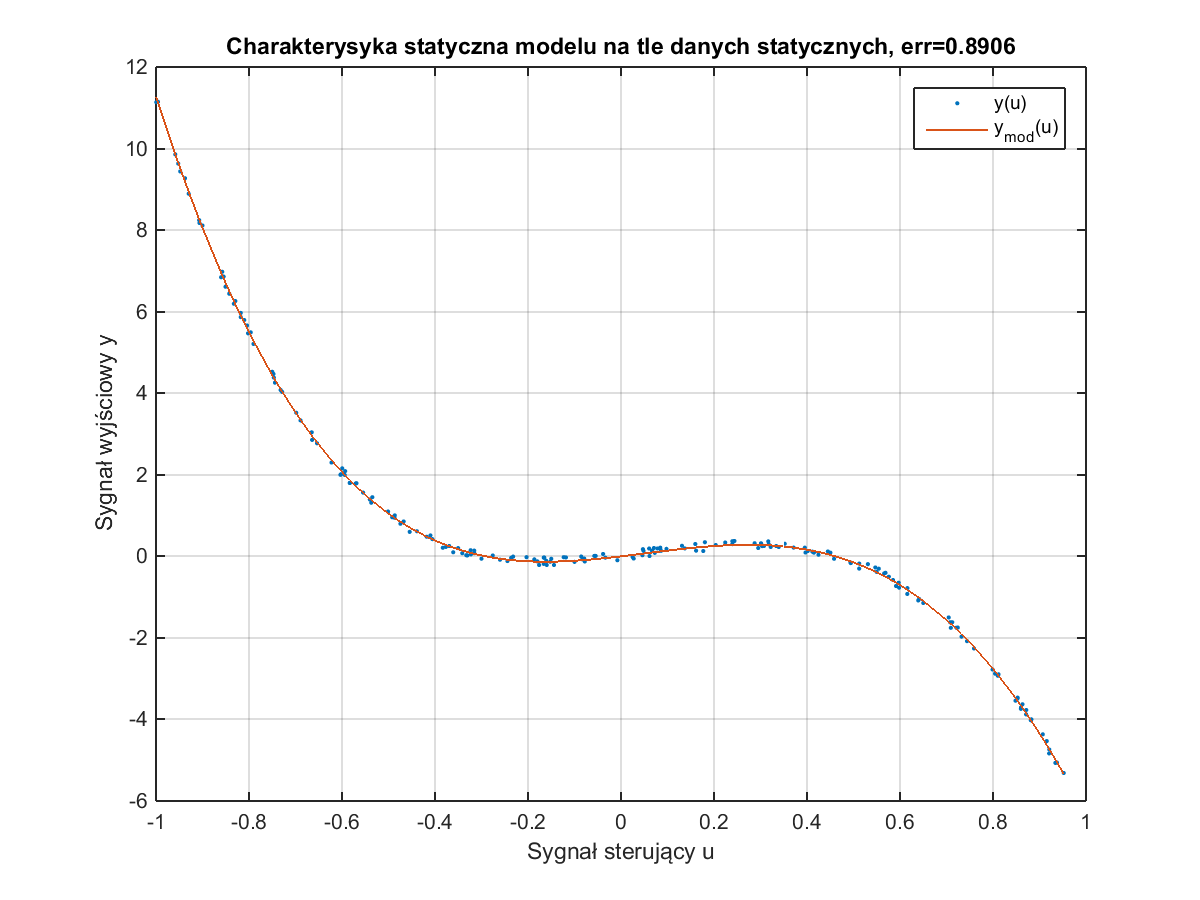 Charakterysyka statyczna modelu na tle danych statycznych, err=0.8906
y(u)
y_mod(u)
12
10
8
6
4
2
0
-2
-4
-6
Sygnał wyjściowy y
-1 -0.8 -0.6 -0.4 -0.2 0 0.2 0.4 0.6 0.8 1
Sygnał sterujący u